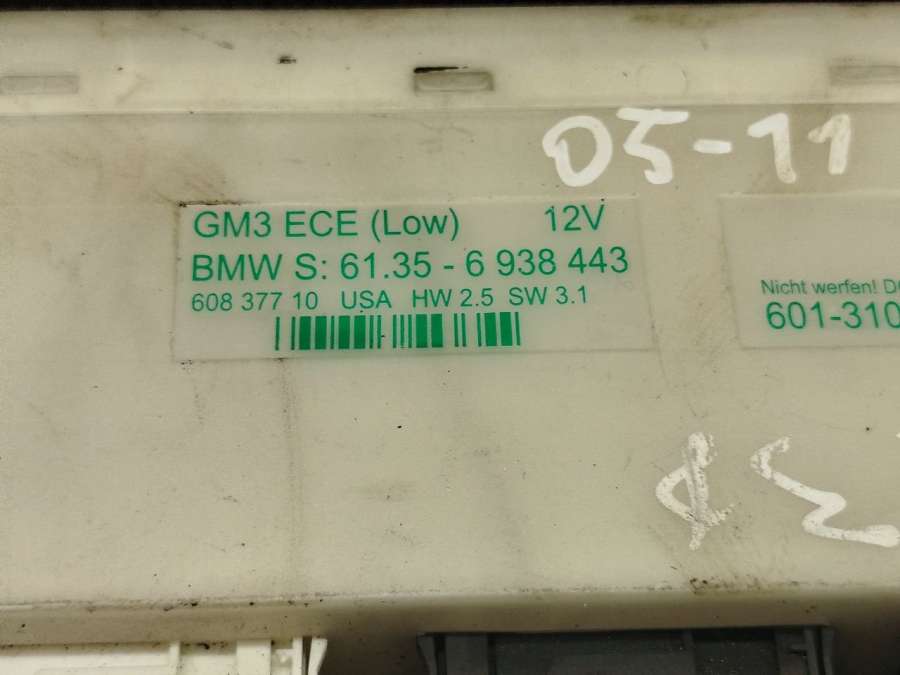 05-11
GM3 ECE (Low) 12V
BMW S: 61.35 - 6 938 443
608 377 10 USA HW 2.5 SW 3.1
Nicht werfen!
601-310